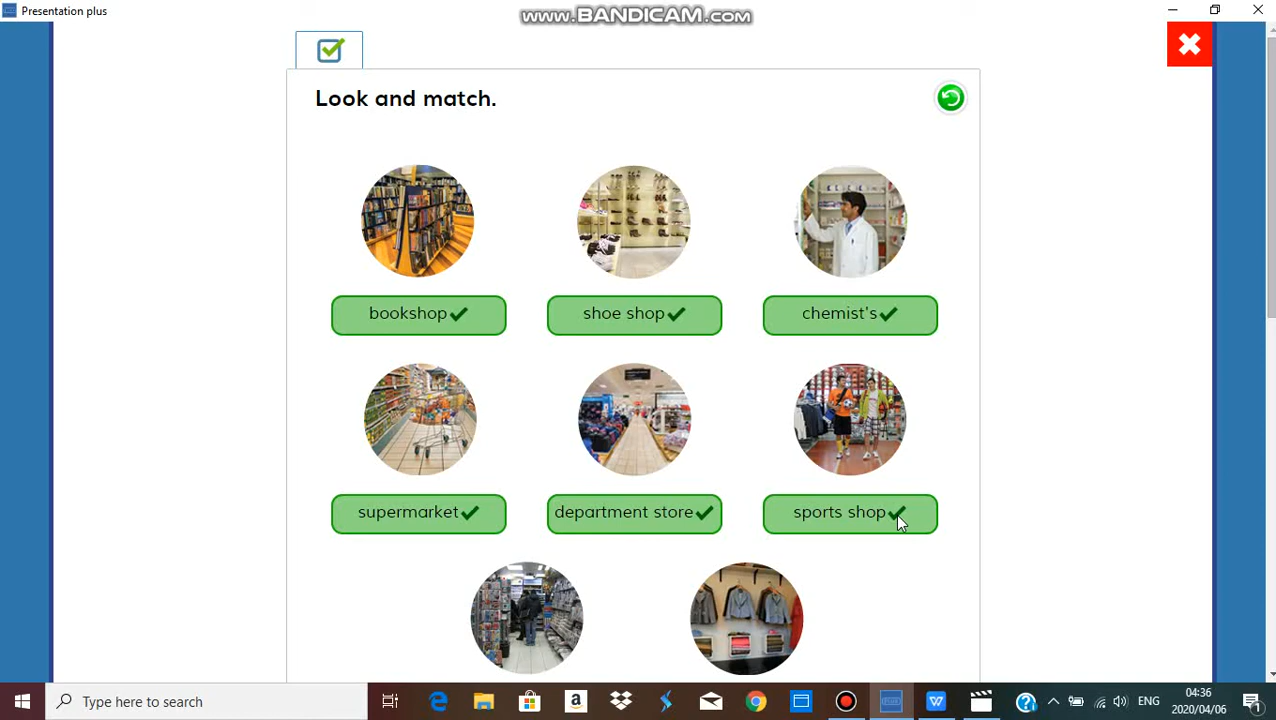 Presentation plus
www.BANDICAM.com
Look and match.
bookshop
shoe shop
chemist's
supermarket
department store
sports shop
Type here to search
ENG
04:36
2020/04/06
1